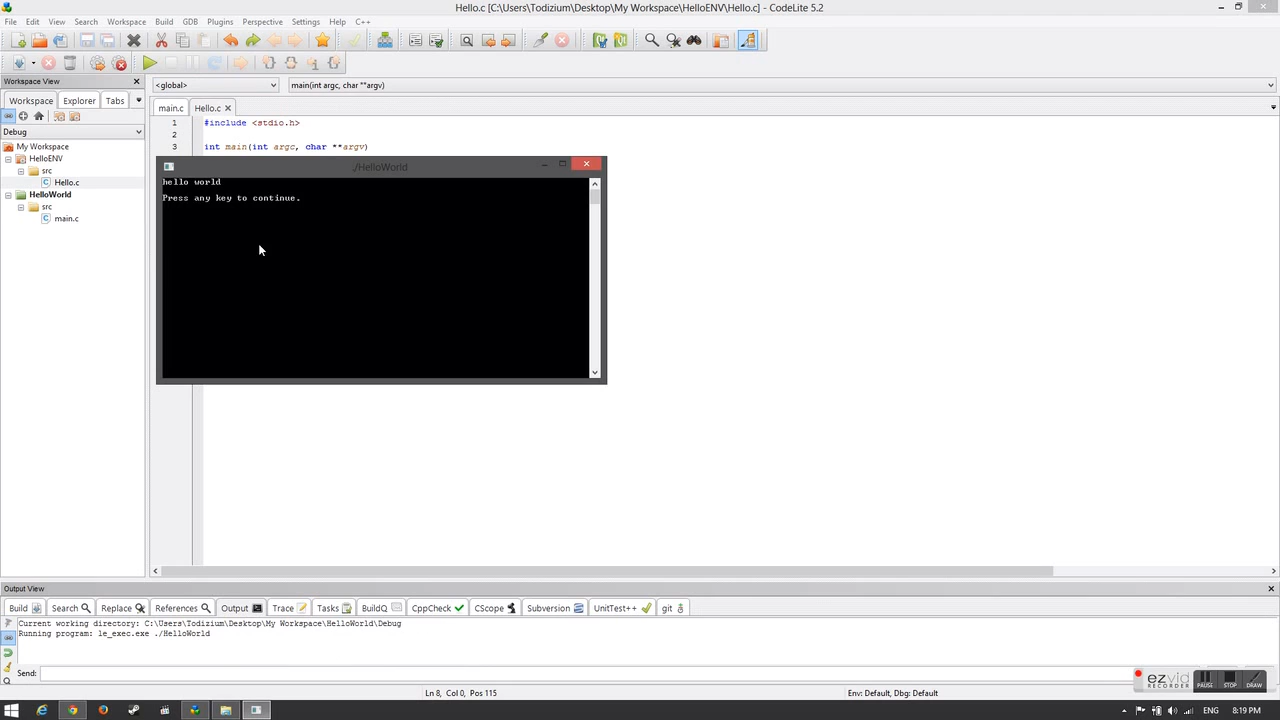 Hello.c [C:\Users\Todizium\Desktop\My Workspace\HelloENV\Hello.c] - CodeLite 5.2
File Edit View Search Workspace Build GDB Plugins Perspective Settings Help C++
Workspace View
<global>
main(int argc, char **argv)
Workspace Explorer Tabs
main.c Hello.c
Debug
My Workspace
HelloENV
src
Hello.c
HelloWorld
src
main.c
1 #include <stdio.h>
2
3 int main(int argc, char **argv)
./HelloWorld
hello world
Press any key to continue.
Output View
Build Search Replace References Output Trace Tasks BuildQ CppCheck CScope Subversion UnitTest++ git
Current working directory: C:\Users\Todizium\Desktop\My Workspace\HelloWorld\Debug
Running program: le_exec.exe ./HelloWorld
Send:
ezvid
RECORDER
PAUSE STOP DRAW
Ln 8, Col 0, Pos 115
Env: Default, Dbg: Default
ENG 8:19 PM